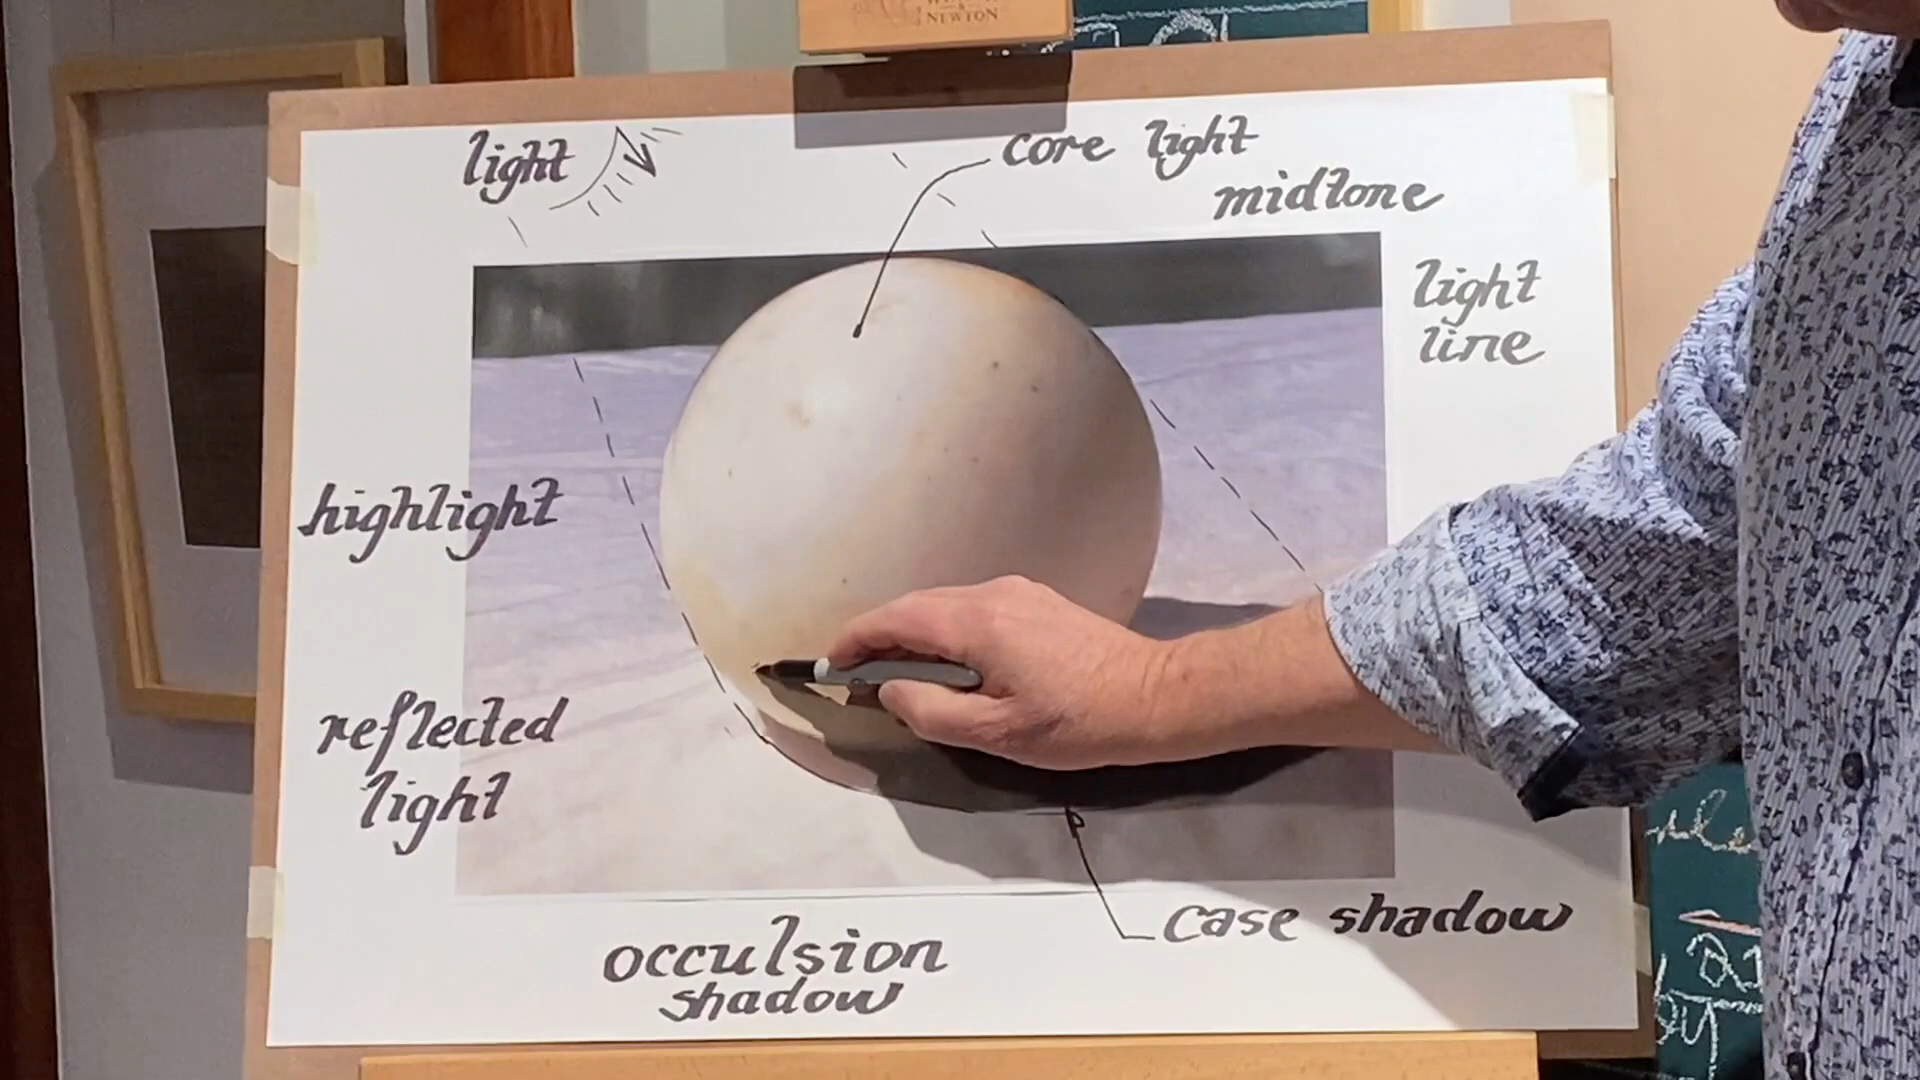 NEWTON
light
core light
midtone
light
line
highlight
reflected
light
case shadow
occulsion
shadow